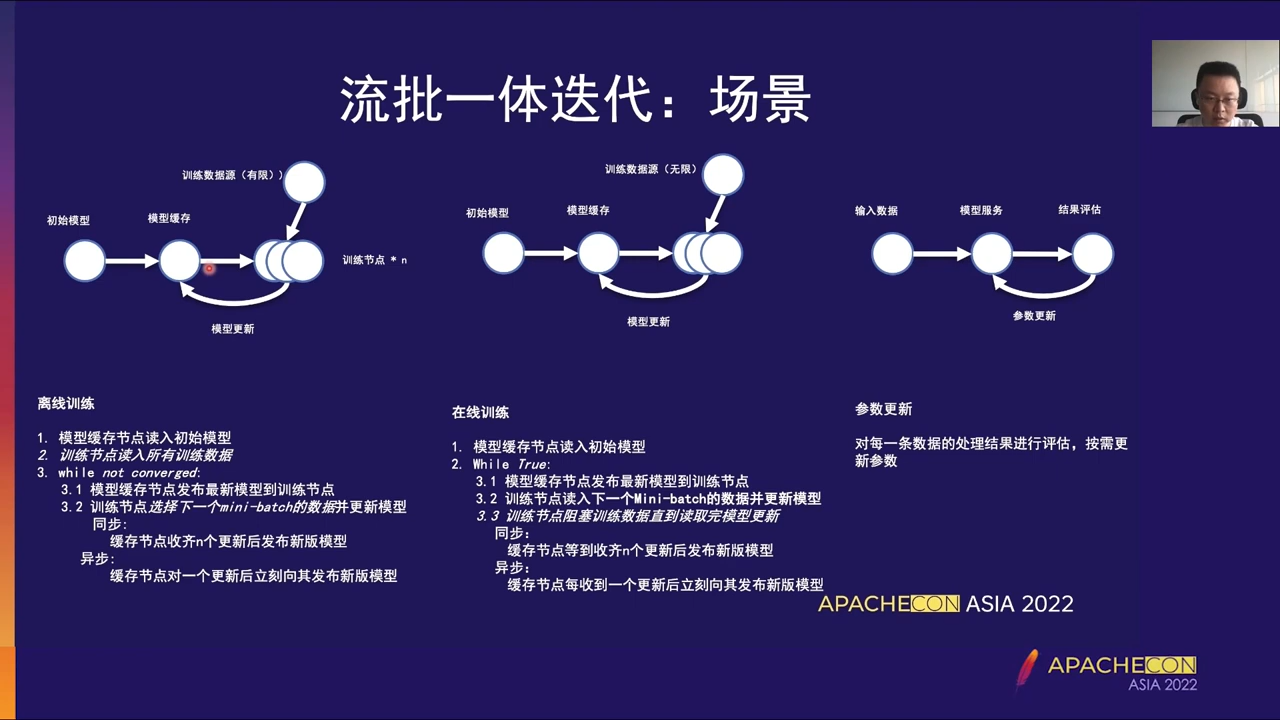 流批一体迭代：场景
训练数据源（有限））
初始模型
模型缓存
训练节点 * n
模型更新
训练数据源（无限）
初始模型
模型缓存
模型更新
输入数据
模型服务
结果评估
参数更新
离线训练
1. 模型缓存节点读入初始模型
2. 训练节点读入所有训练数据
3. while not converged:
3.1 模型缓存节点发布最新模型到训练节点
3.2 训练节点选择下一个mini-batch的数据并更新模型
同步:
缓存节点收齐n个更新后发布新版模型
异步:
缓存节点对一个更新后立刻向其发布新版模型
在线训练
1. 模型缓存节点读入初始模型
2. While True:
3.1 模型缓存节点发布最新模型到训练节点
3.2 训练节点读入下一个Mini-batch的数据并更新模型
3.3 训练节点阻塞训练数据直到读取完模型更新
同步：
缓存节点等到收齐n个更新后发布新版模型
异步：
缓存节点每收到一个更新后立刻向其发布新版模型
参数更新
对每一条数据的处理结果进行评估，按需更
新参数
APACHECON ASIA 2022
APACHECON
ASIA 2022